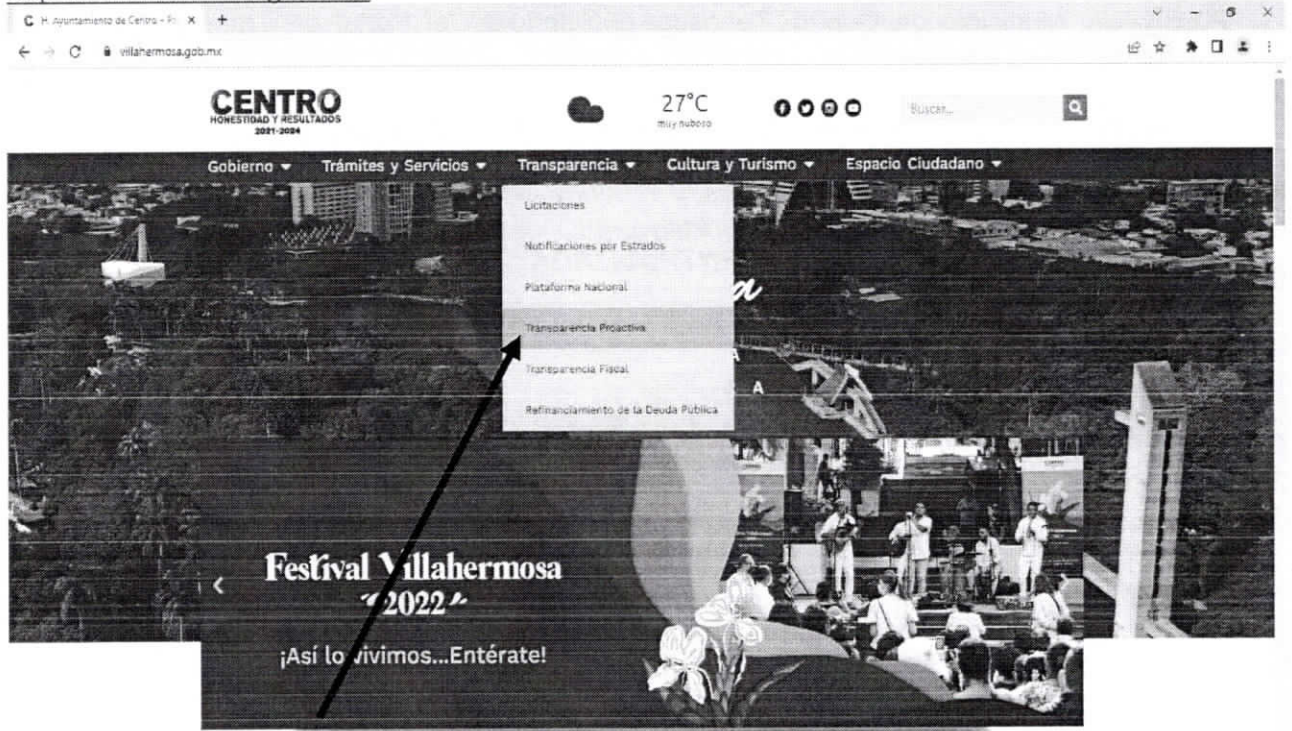 H. Ayuntamiento de Centro -
villahermosa.gob.mx
CENTRO
HONESTIDAD Y RESULTADOS
2021-2024
27°C
muy nuboso
Buscar...
Gobierno
Trámites y Servicios
Transparencia
Cultura y Turismo
Espacio Ciudadano
Licitaciones
Notificaciones por Estrados
Plataforma Nacional
Transparencia Proactiva
Transparencia Fiscal
Refinanciamiento de la Deuda Pública
A
A
Festival Villahermosa
2022
¡Así lo vivimos...Entérate!